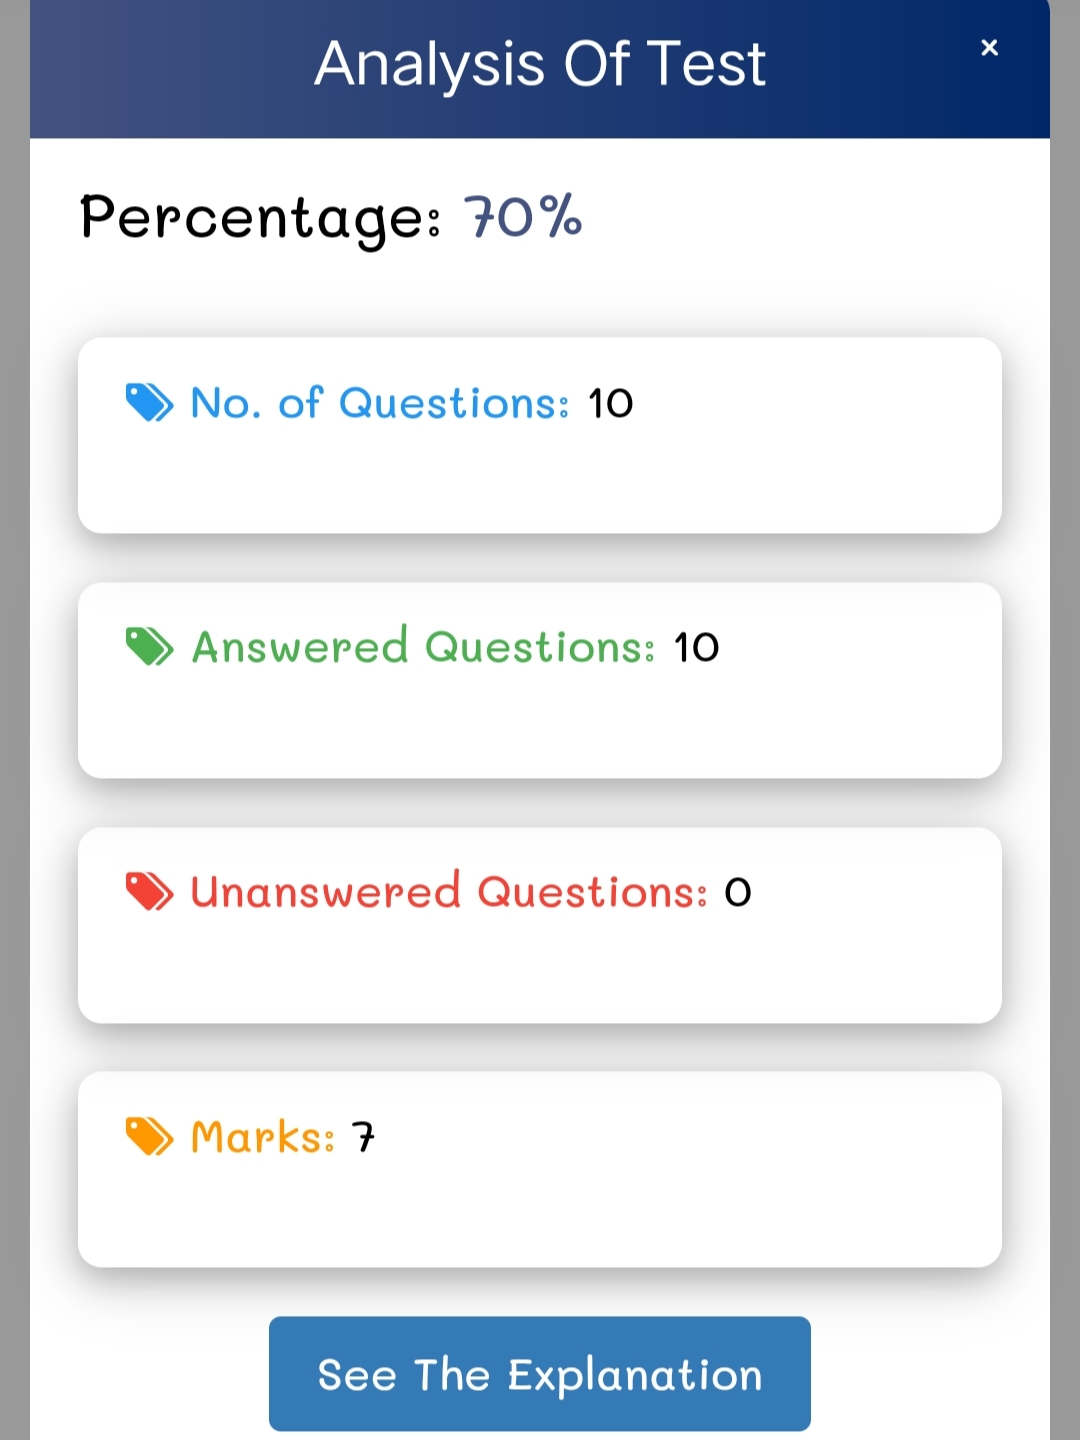 Analysis Of Test
×
Percentage: 70%
No. of Questions: 10
Answered Questions: 10
Unanswered Questions: 0
Marks: 7
See The Explanation